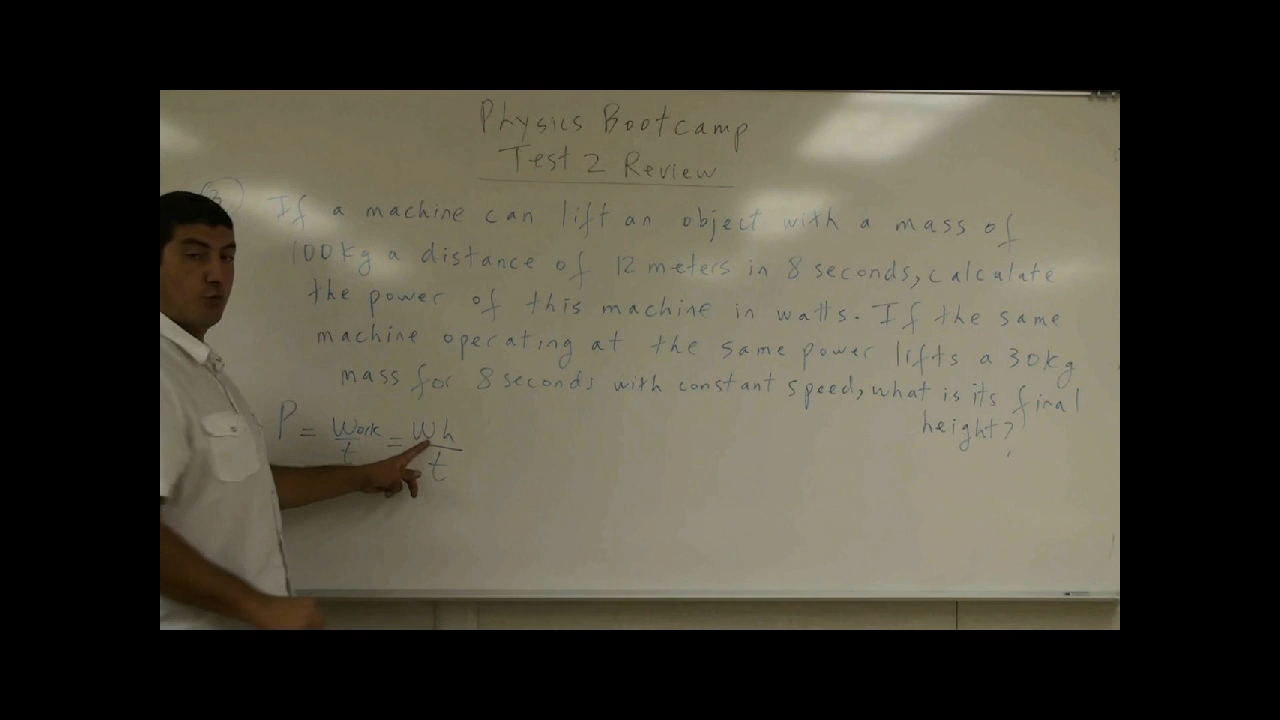 Physics Bootcamp
Test 2 Review
3) If a machine can lift an object with a mass of
100kg a distance of 12 meters in 8 seconds, calculate
the power of this machine in watts. If the same
machine operating at the same power lifts a 30kg
mass for 8 seconds with constant speed, what is its final
height?
P = Work/t = Wh/t